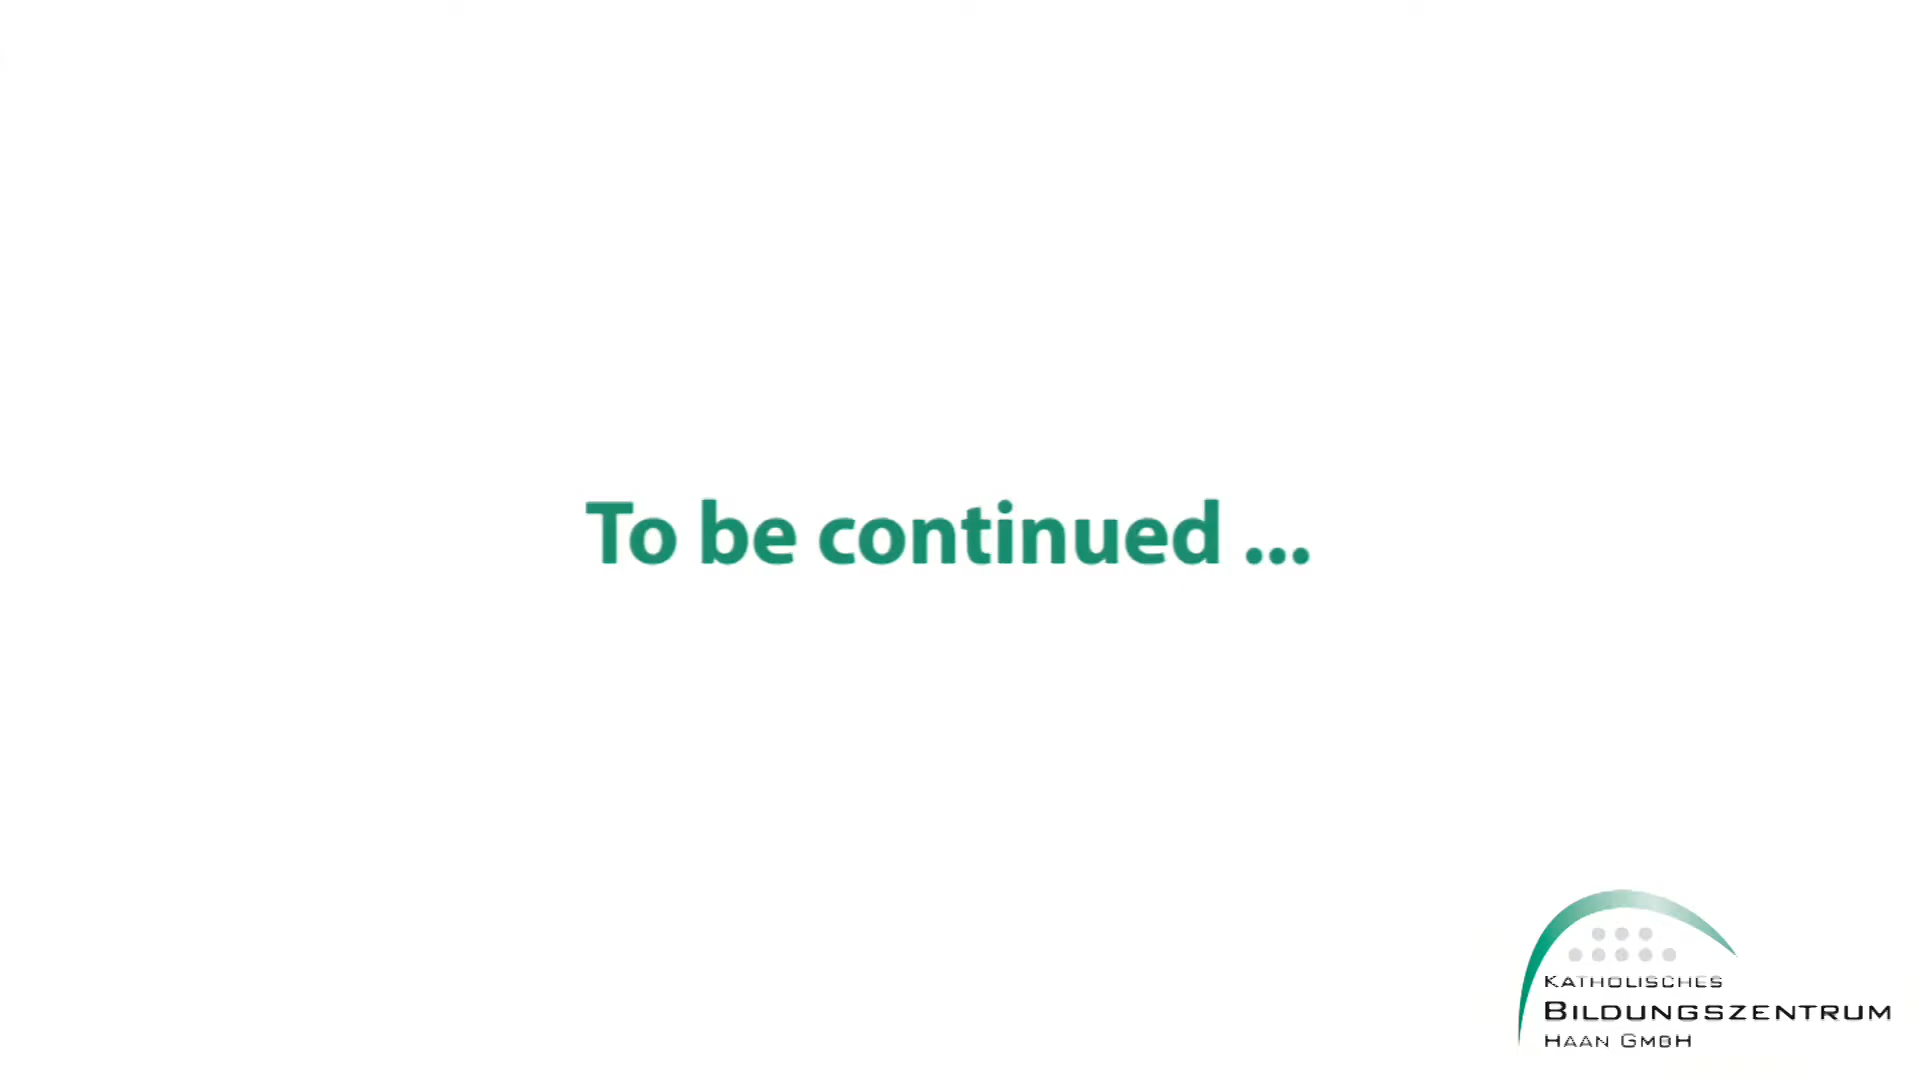 To be continued ...
KATHOLISCHES
BILDUNGSZENTRUM
HAAN GMBH